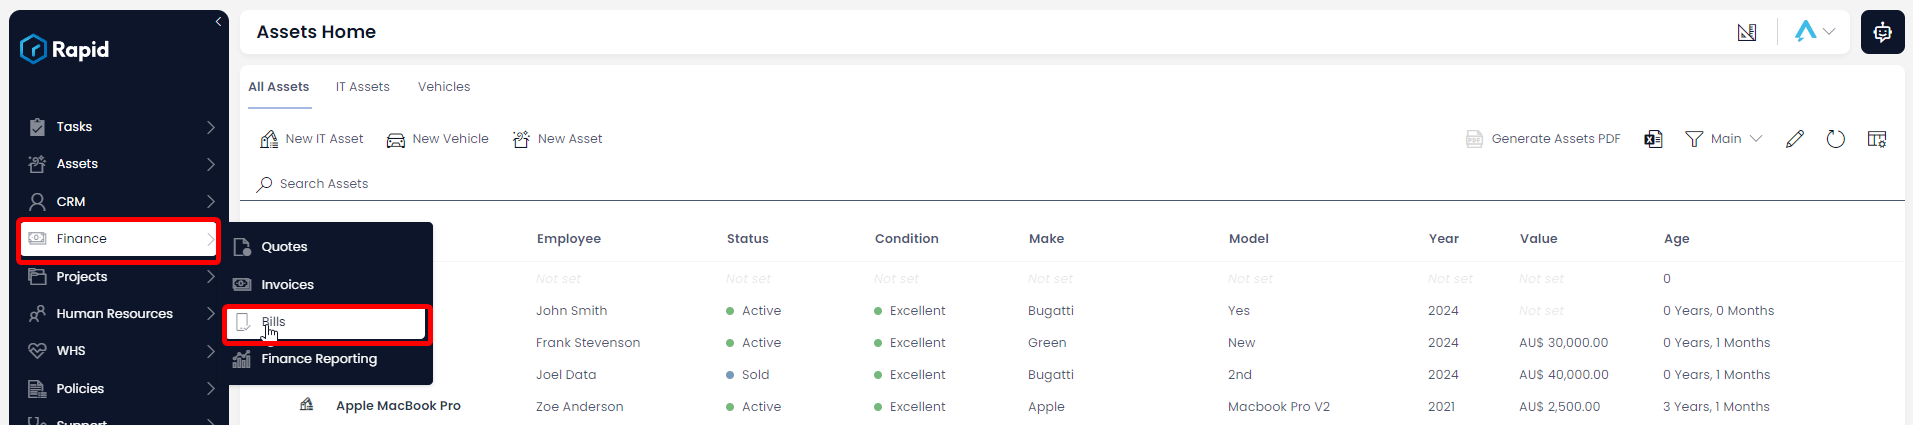 Rapid
Assets Home
All Assets IT Assets Vehicles
New IT Asset New Vehicle New Asset
Generate Assets PDF Main
Search Assets
Tasks
Assets
CRM
Finance
Projects
Human Resources
WHS
Policies
Support
Quotes
Invoices
Bills
Finance Reporting
Employee Status Condition Make Model Year Value Age
Not set Not set Not set Not set Not set Not set Not set 0
John Smith Active Excellent Bugatti Yes 2024 Not set 0 Years, 0 Months
Frank Stevenson Active Excellent Green New 2024 AU$ 30,000.00 0 Years, 1 Months
Joel Data Sold Excellent Bugatti 2nd 2024 AU$ 40,000.00 0 Years, 1 Months
Apple MacBook Pro Zoe Anderson Active Excellent Apple Macbook Pro V2 2021 AU$ 2,500.00 3 Years, 1 Months